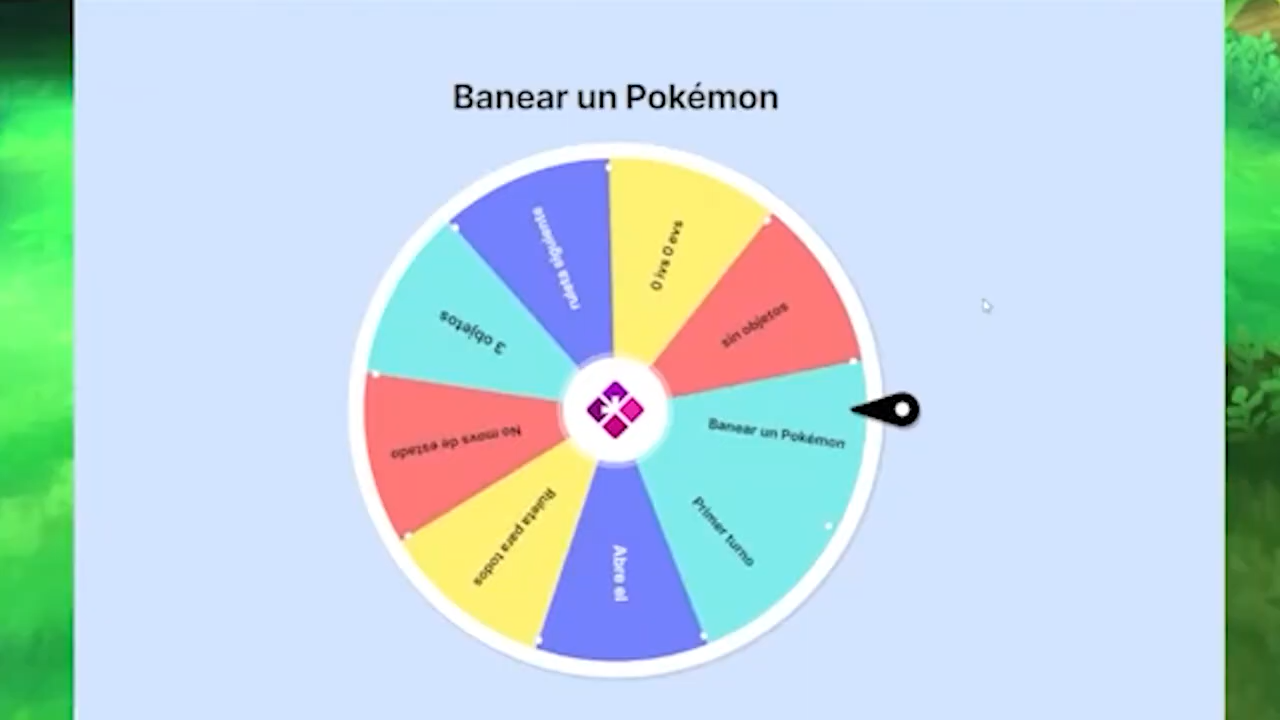 Banear un Pokémon
ruleta siguiente
0 ivs 0 evs
sin objetos
Banear un Pokémon
Primer turno
Abre el
Ruleta para todos
No movs de estado
3 objetos